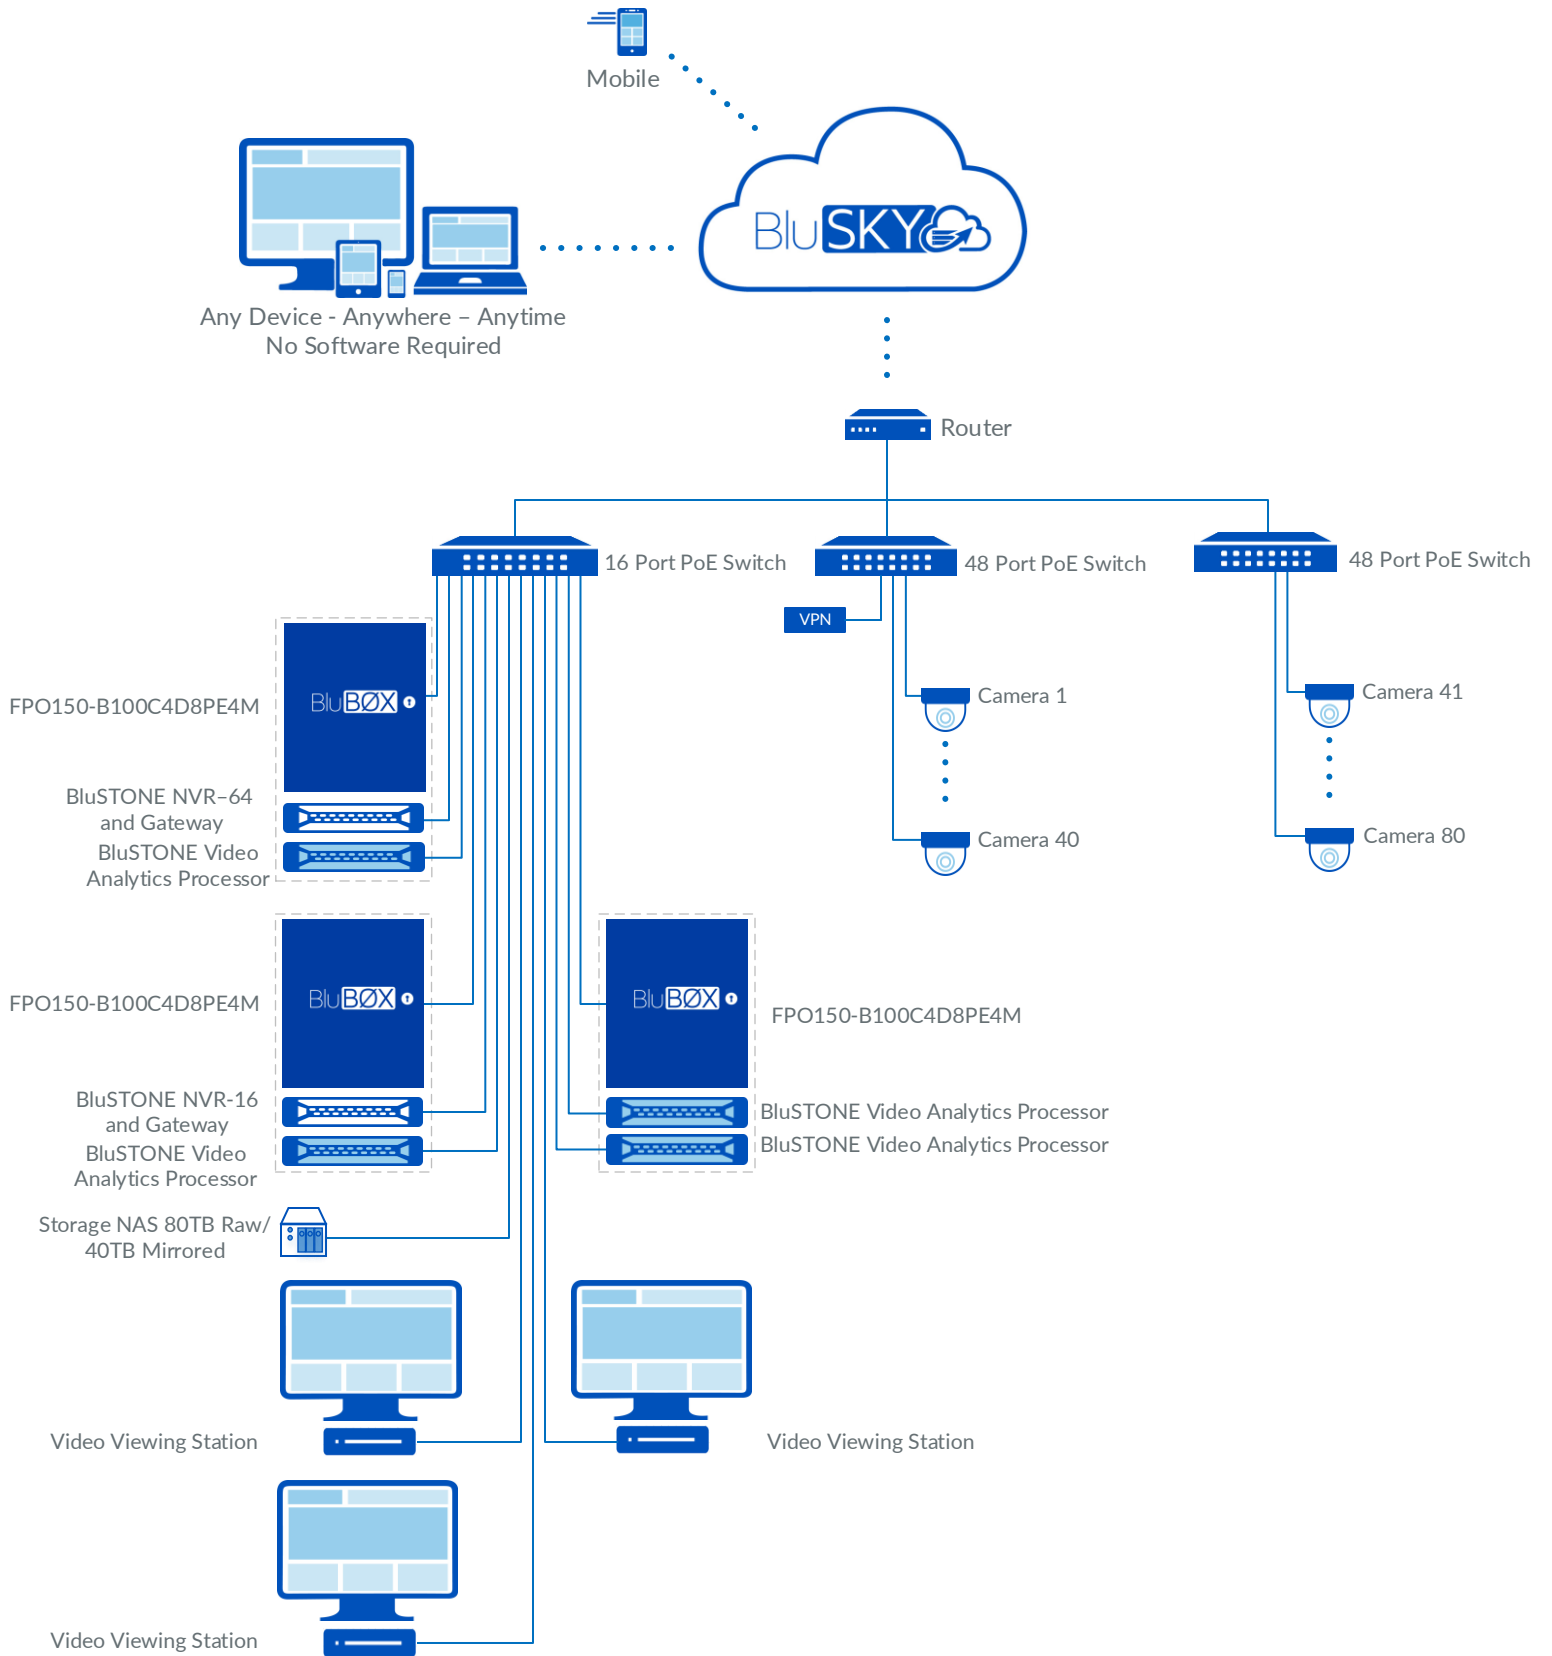 Mobile
BluSKY
Any Device - Anywhere – Anytime
No Software Required
Router
16 Port PoE Switch
48 Port PoE Switch
48 Port PoE Switch
VPN
FPO150-B100C4D8PE4M
BluBØX
Camera 1
Camera 41
BluSTONE NVR–64
and Gateway
BluSTONE Video
Analytics Processor
Camera 40
Camera 80
FPO150-B100C4D8PE4M
BluBØX
BluBØX
FPO150-B100C4D8PE4M
BluSTONE NVR-16
and Gateway
BluSTONE Video
Analytics Processor
BluSTONE Video Analytics Processor
BluSTONE Video Analytics Processor
Storage NAS 80TB Raw/
40TB Mirrored
Video Viewing Station
Video Viewing Station
Video Viewing Station